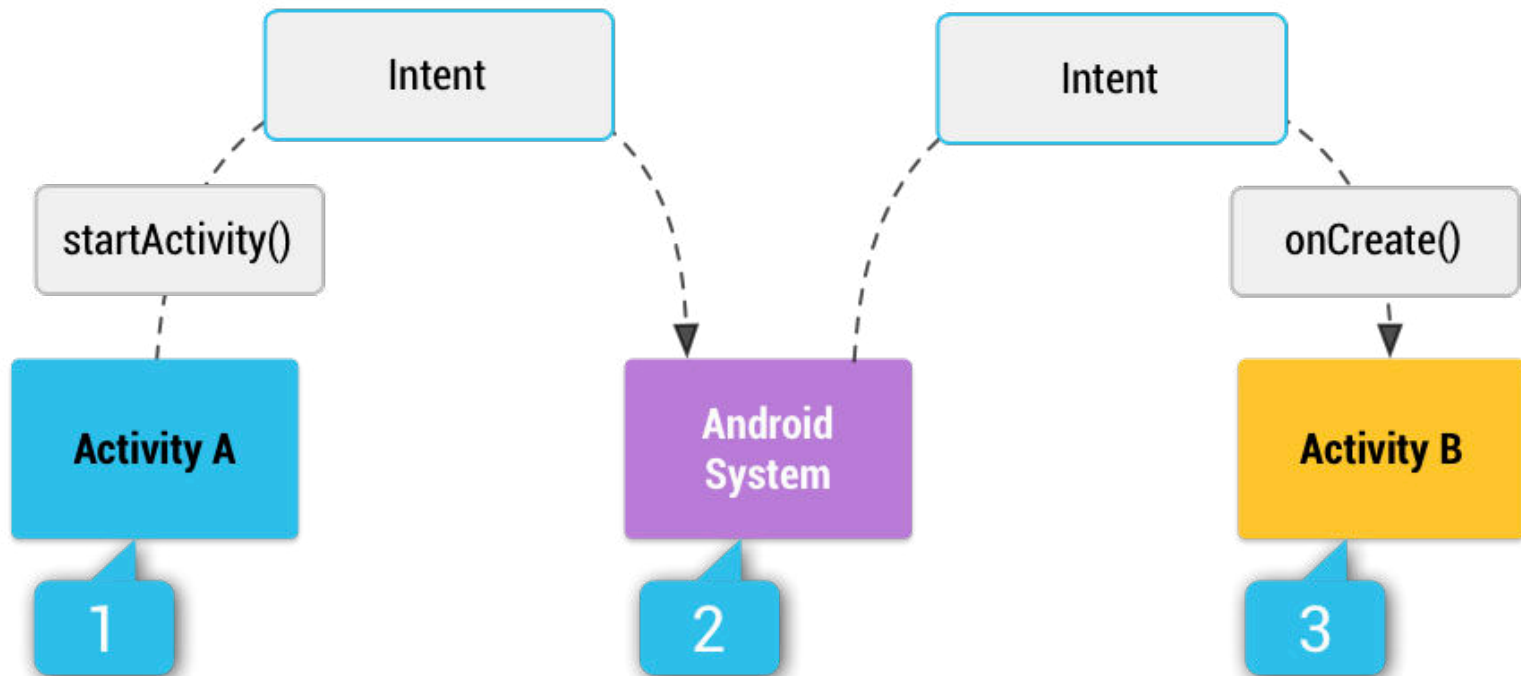 Intent
Intent
startActivity()
onCreate()
Activity A
Android
System
Activity B
1
2
3